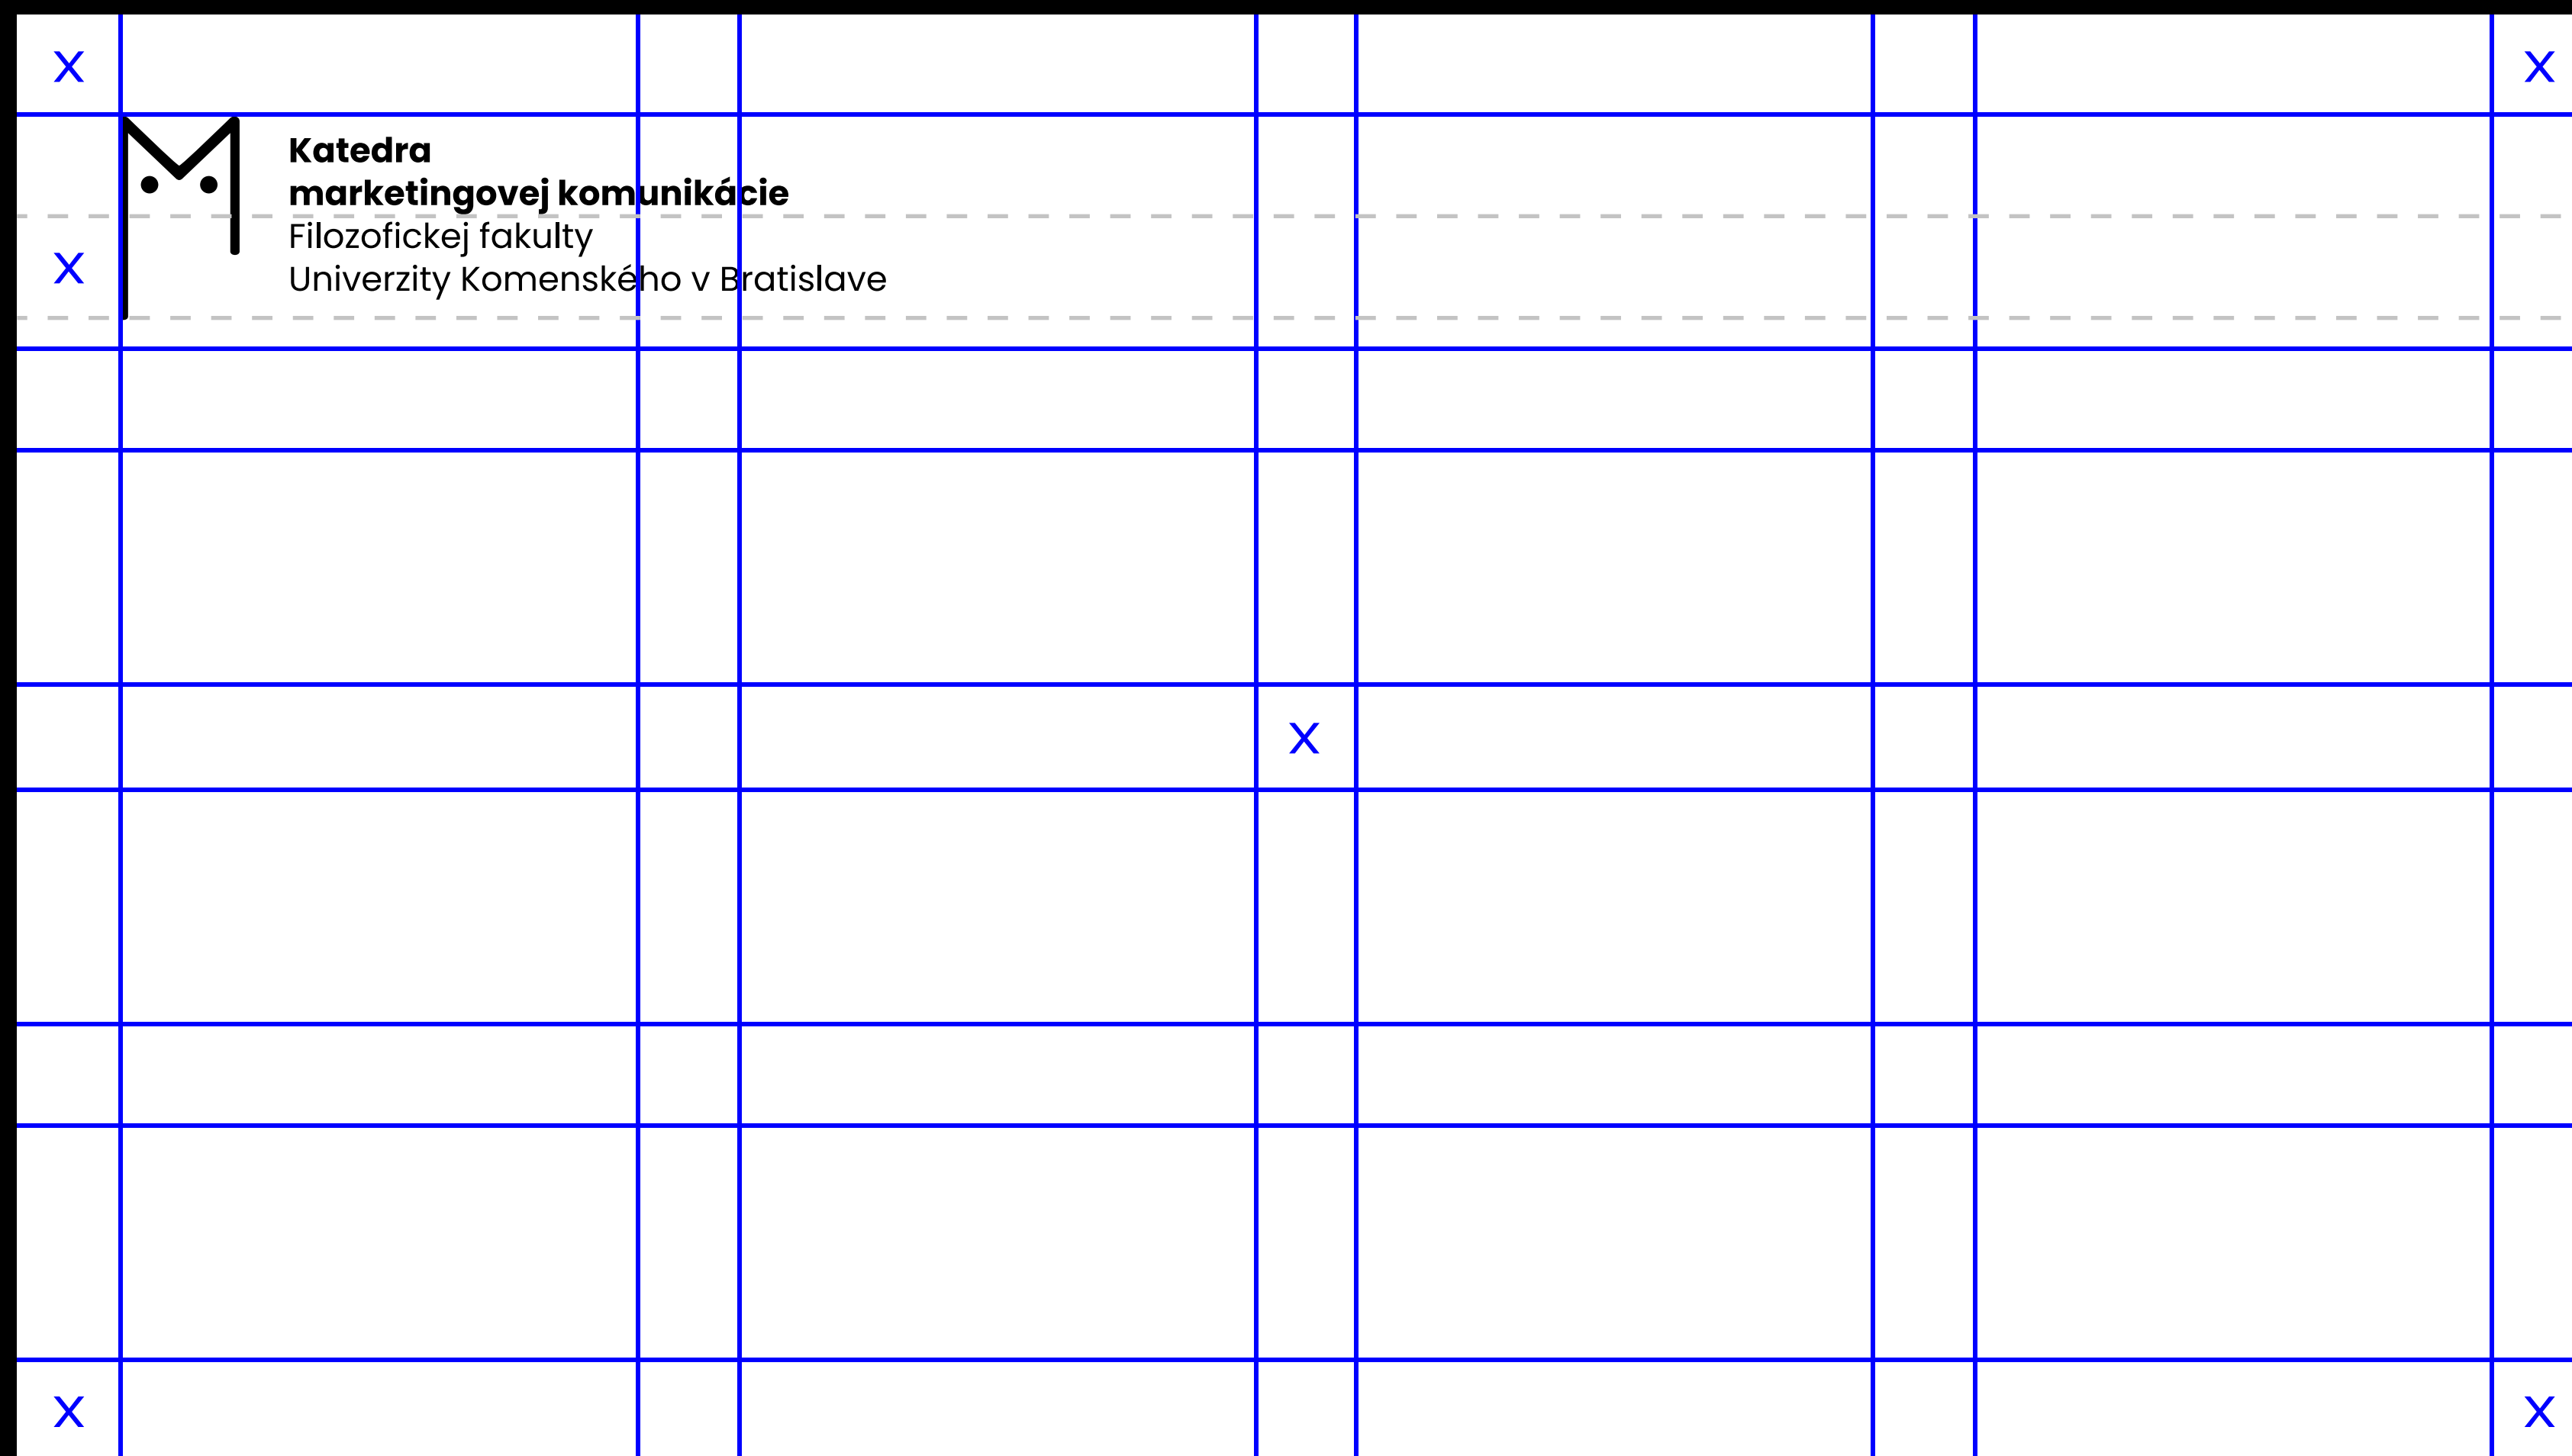 x
x
Katedra
marketingovej komunikácie
Filozofickej fakulty
Univerzity Komenského v Bratislave
x
x
x
x